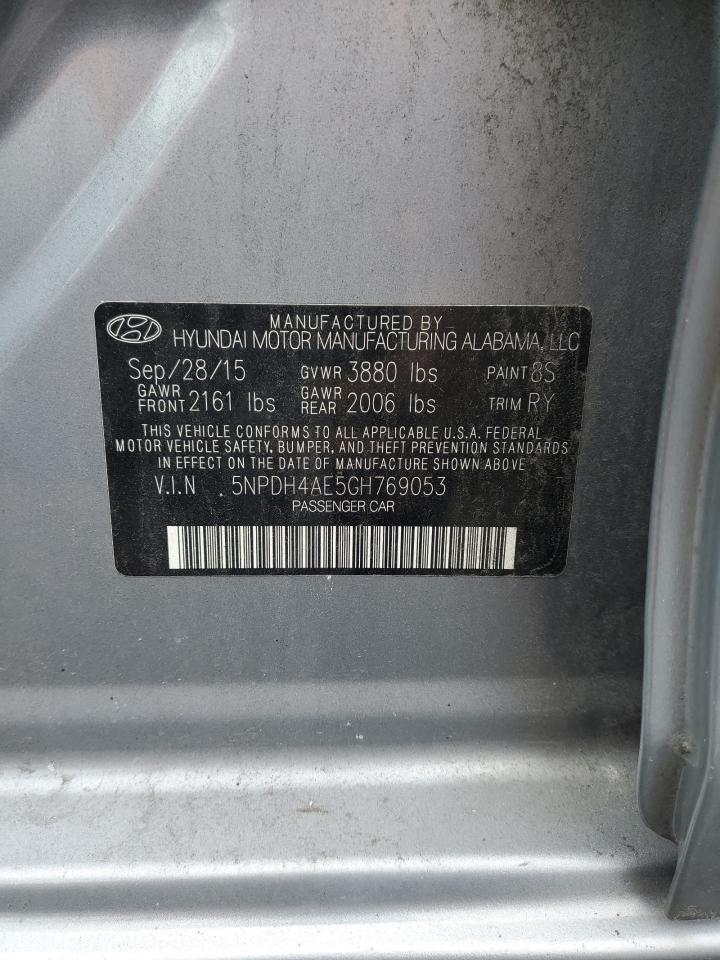 MANUFACTURED BY
HYUNDAI MOTOR MANUFACTURING ALABAMA, LLC
Sep/28/15 GVWR 3880 lbs PAINT 8S
GAWR FRONT 2161 lbs GAWR REAR 2006 lbs TRIM RY
THIS VEHICLE CONFORMS TO ALL APPLICABLE U.S.A. FEDERAL
MOTOR VEHICLE SAFETY, BUMPER, AND THEFT PREVENTION STANDARDS
IN EFFECT ON THE DATE OF MANUFACTURE SHOWN ABOVE
V.I.N . 5NPDH4AE5GH769053
PASSENGER CAR